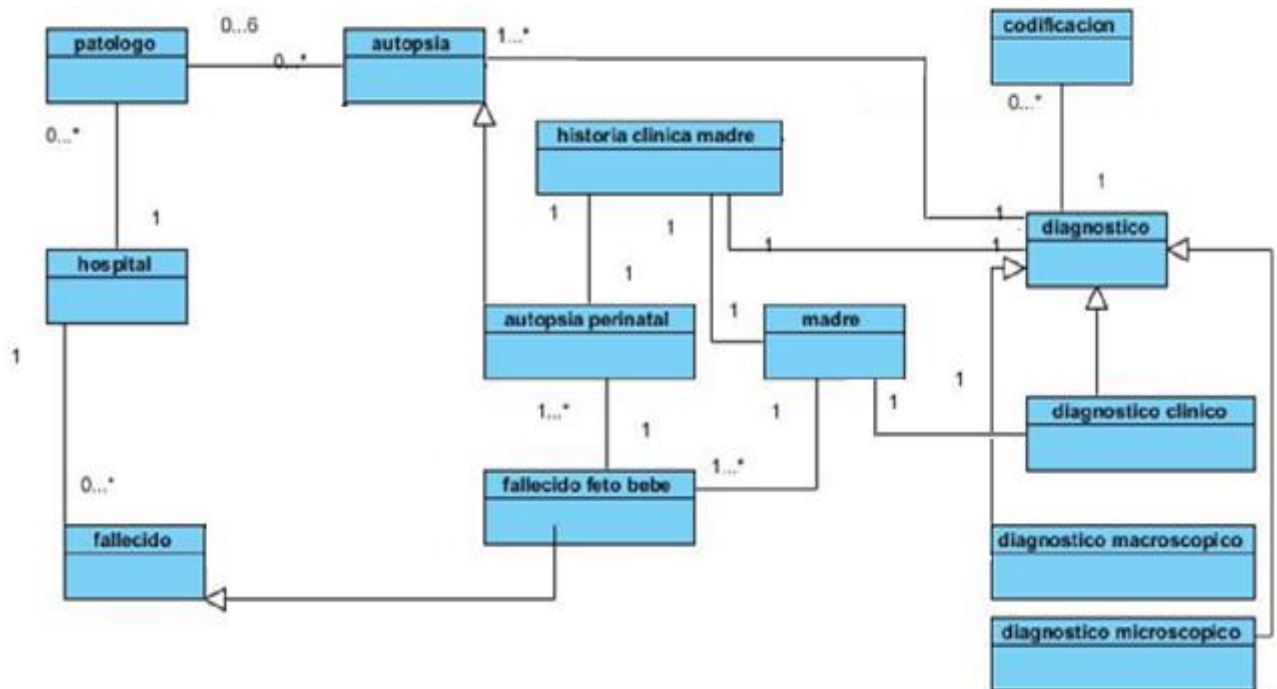 0...6
patologo
autopsia
1...*
codificacion
0...*
0...*
0...*
historia clinica madre
1
1
1
1
1
diagnostico
hospital
1
1
1
autopsia perinatal
1
madre
1
1
1...*
1
1
1
diagnostico clinico
fallecido feto bebe
1...*
0...*
fallecido
diagnostico macroscopico
diagnostico microscopico